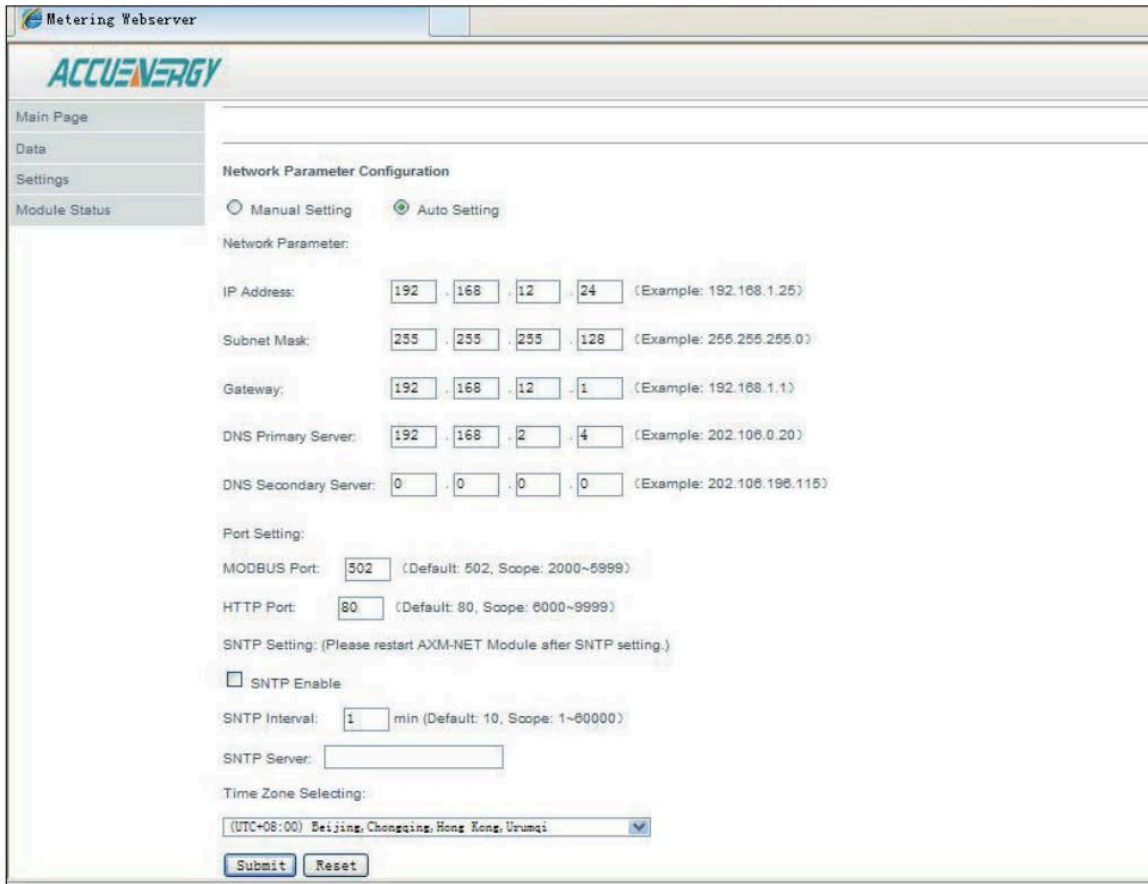 Metering Webserver
ACCUENERGY
Main Page
Data
Settings
Module Status
Network Parameter Configuration
Manual Setting Auto Setting
Network Parameter:
IP Address: 192 . 168 . 12 . 24 (Example: 192.168.1.25)
Subnet Mask: 255 . 255 . 255 . 128 (Example: 255.255.255.0)
Gateway: 192 . 168 . 12 . 1 (Example: 192.168.1.1)
DNS Primary Server: 192 . 168 . 2 . 4 (Example: 202.106.0.20)
DNS Secondary Server: 0 . 0 . 0 . 0 (Example: 202.106.196.115)
Port Setting:
MODBUS Port: 502 (Default: 502, Scope: 2000~5999)
HTTP Port: 80 (Default: 80, Scope: 6000~9999)
SNTP Setting: (Please restart AXM-NET Module after SNTP setting.)
SNTP Enable
SNTP Interval: 1 min (Default: 10, Scope: 1~60000)
SNTP Server:
Time Zone Selecting:
(UTC+08:00) Beijing,Chongqing,Hong Kong,Urumqi
Submit Reset